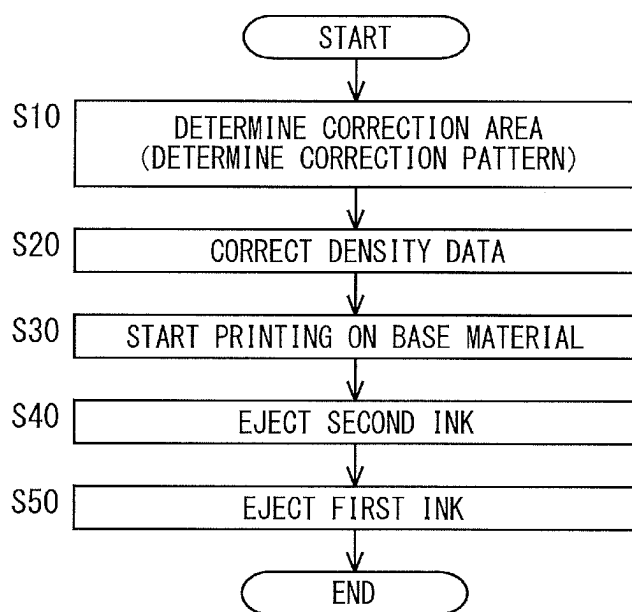 START
S10
DETERMINE CORRECTION AREA
(DETERMINE CORRECTION PATTERN)
S20
CORRECT DENSITY DATA
S30
START PRINTING ON BASE MATERIAL
S40
EJECT SECOND INK
S50
EJECT FIRST INK
END